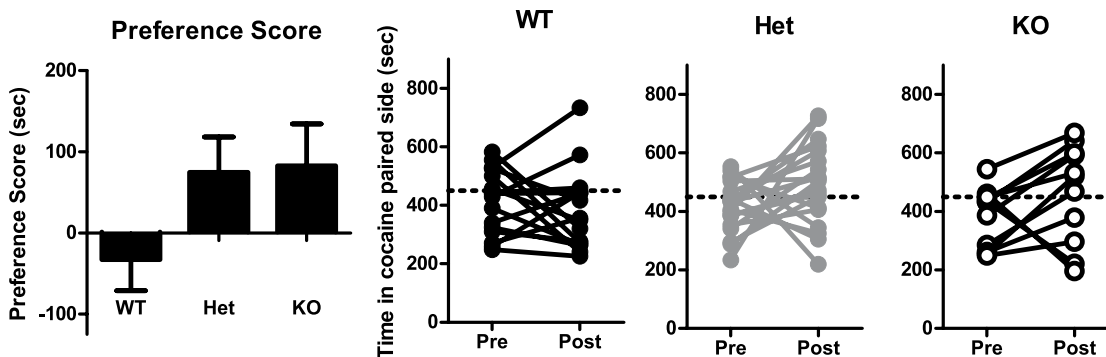 Preference Score
Preference Score (sec)
200
100
0
-100
WT
Het
KO
WT
Time in cocaine paired side (sec)
800
600
400
200
0
Pre
Post
Het
800
600
400
200
0
Pre
Post
KO
800
600
400
200
0
Pre
Post